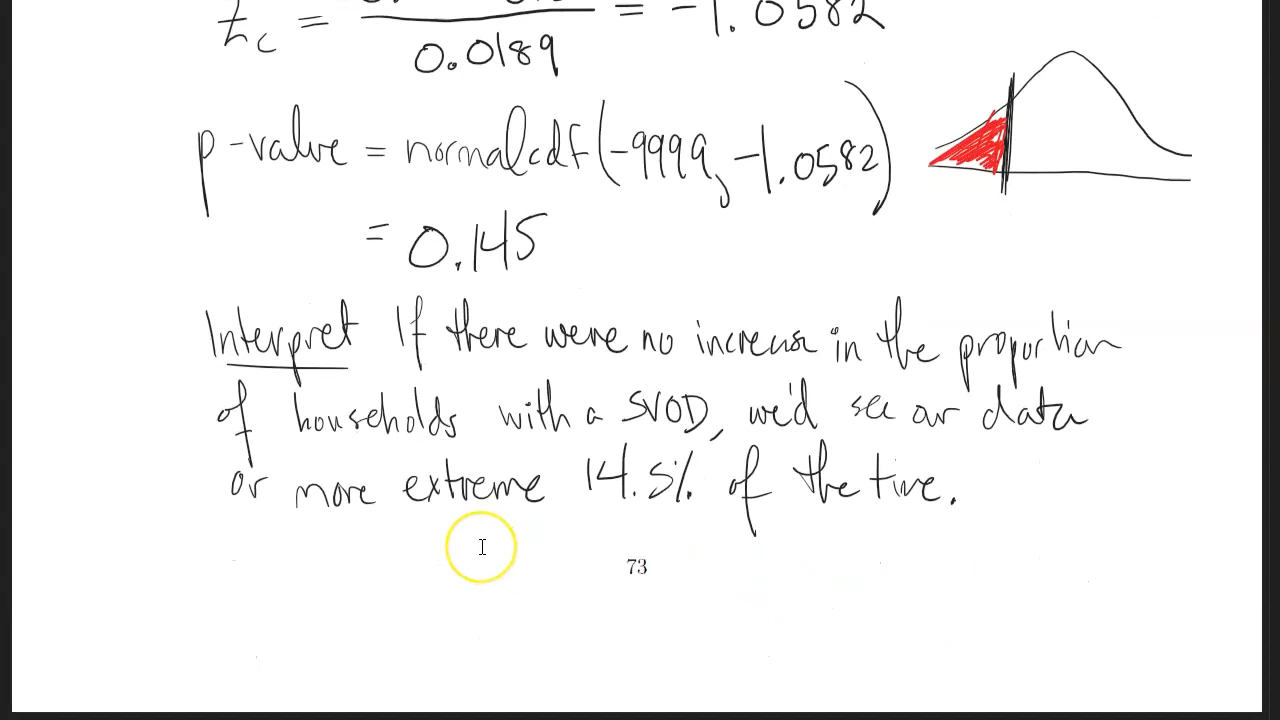 Zc = = -1.0582
0.0189
p-value = normalcdf(-9999, -1.0582)
= 0.145
Interpret If there were no increase in the proportion
of households with a SVOD, we'd see our data
or more extreme 14.5% of the time.
73